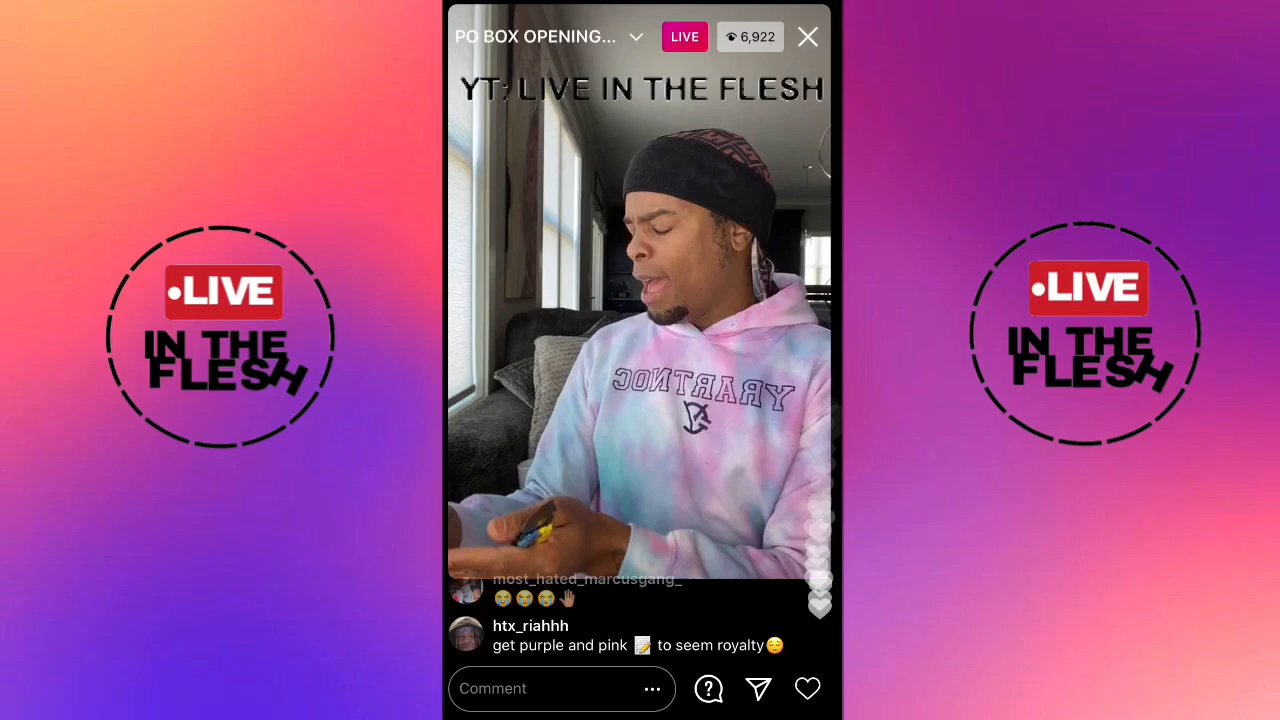 PO BOX OPENING...
LIVE
6,922
YT: LIVE IN THE FLESH
LIVE
IN THE
FLESH
CONTRARY
LIVE
IN THE
FLESH
most_hated_marcusgang_
😭😭😭🤚🏽
htx_riahhh
get purple and pink 📝 to seem royalty😌
Comment